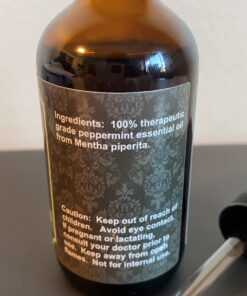 Ingredients: 100% therapeutic
grade peppermint essential oil
from Mentha piperita.
Caution: Keep out of reach of
children. Avoid eye contact.
If pregnant or lactating,
consult your doctor prior to
use. Keep away from open
flames. Not for internal use.